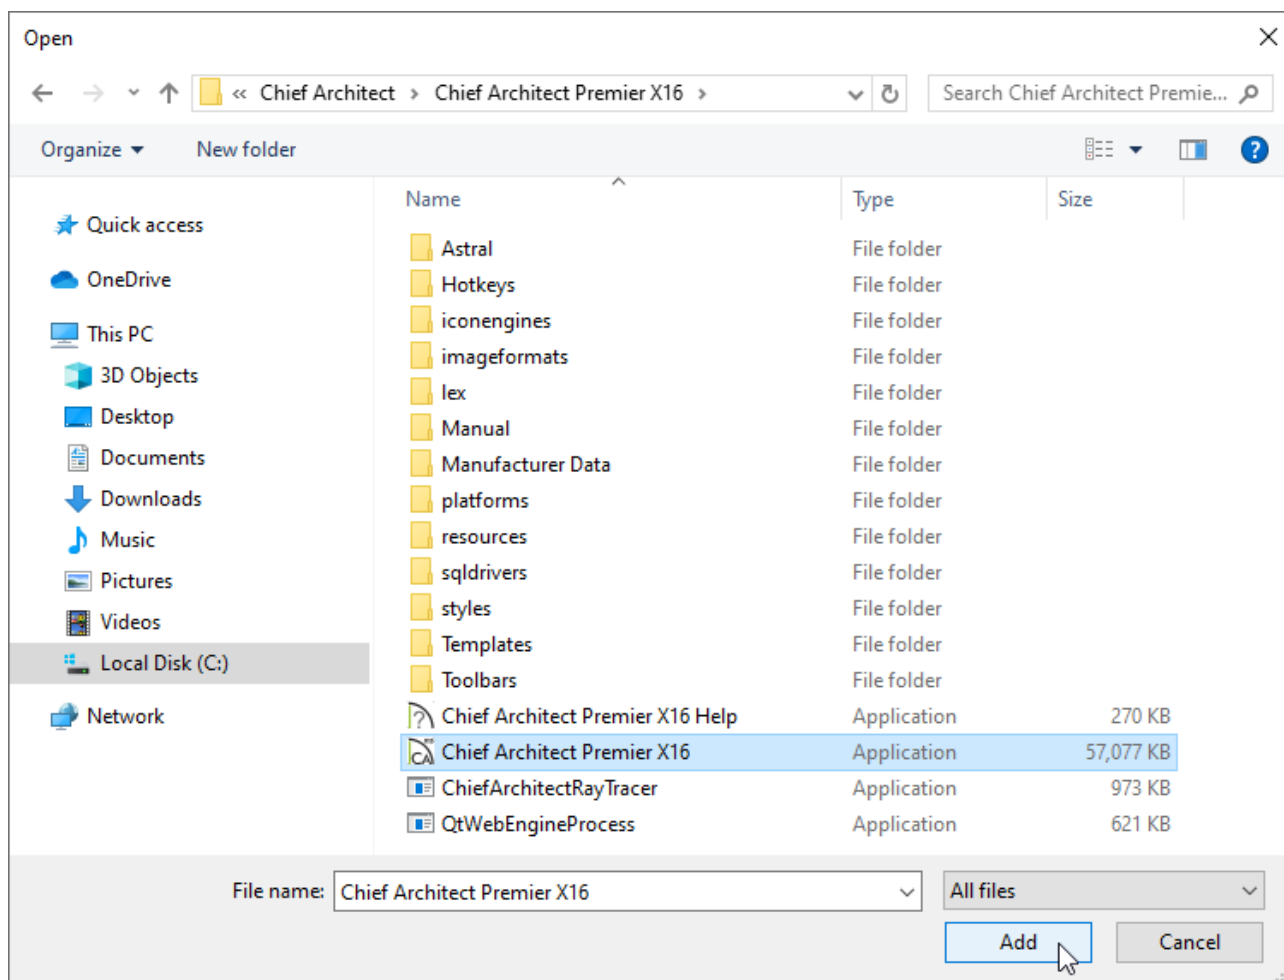 Open
« Chief Architect > Chief Architect Premier X16 >
Search Chief Architect Premie...
Organize
New folder
Name Type Size
Quick access
OneDrive
This PC
3D Objects
Desktop
Documents
Downloads
Music
Pictures
Videos
Local Disk (C:)
Network
Astral File folder
Hotkeys File folder
iconengines File folder
imageformats File folder
lex File folder
Manual File folder
Manufacturer Data File folder
platforms File folder
resources File folder
sqldrivers File folder
styles File folder
Templates File folder
Toolbars File folder
Chief Architect Premier X16 Help Application 270 KB
Chief Architect Premier X16 Application 57,077 KB
ChiefArchitectRayTracer Application 973 KB
QtWebEngineProcess Application 621 KB
File name: Chief Architect Premier X16
All files
Add
Cancel